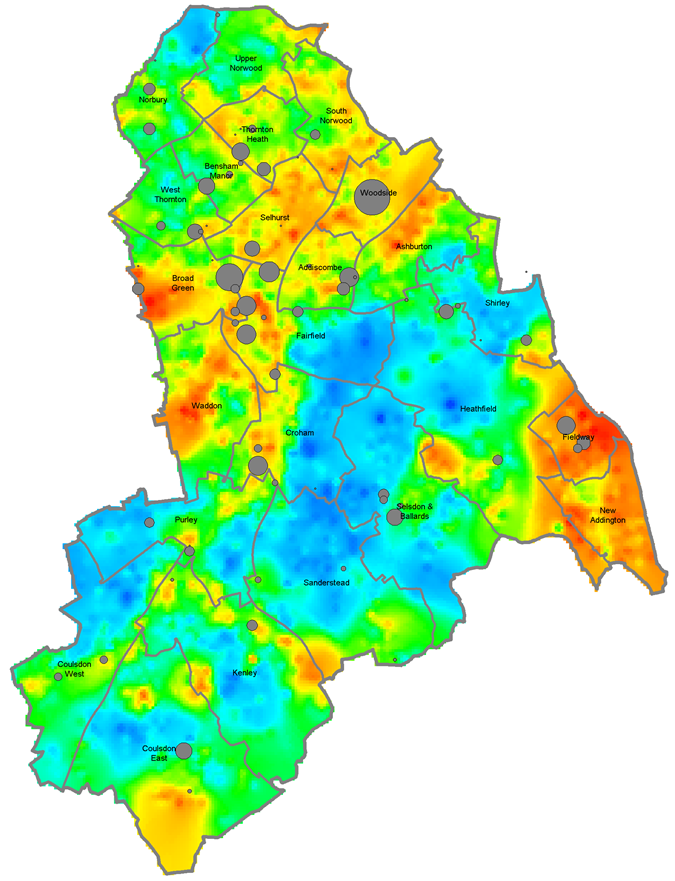 Upper
Norwood
Norbury
South
Norwood
Thornton
Heath
Bensham
Manor
West
Thornton
Woodside
Selhurst
Ashburton
Addiscombe
Broad
Green
Shirley
Fairfield
Waddon
Heathfield
Croham
Fieldway
Selsdon &
Ballards
New
Addington
Purley
Sanderstead
Coulsdon
West
Kenley
Coulsdon
East